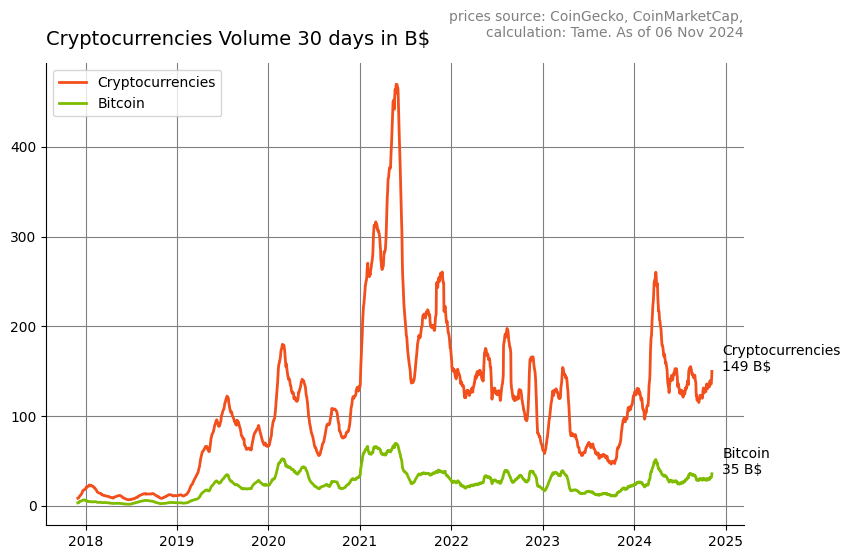 prices source: CoinGecko, CoinMarketCap,
calculation: Tame. As of 06 Nov 2024
Cryptocurrencies Volume 30 days in B$
Cryptocurrencies
Bitcoin
400
300
200
100
0
Cryptocurrencies
149 B$
Bitcoin
35 B$
2018
2019
2020
2021
2022
2023
2024
2025